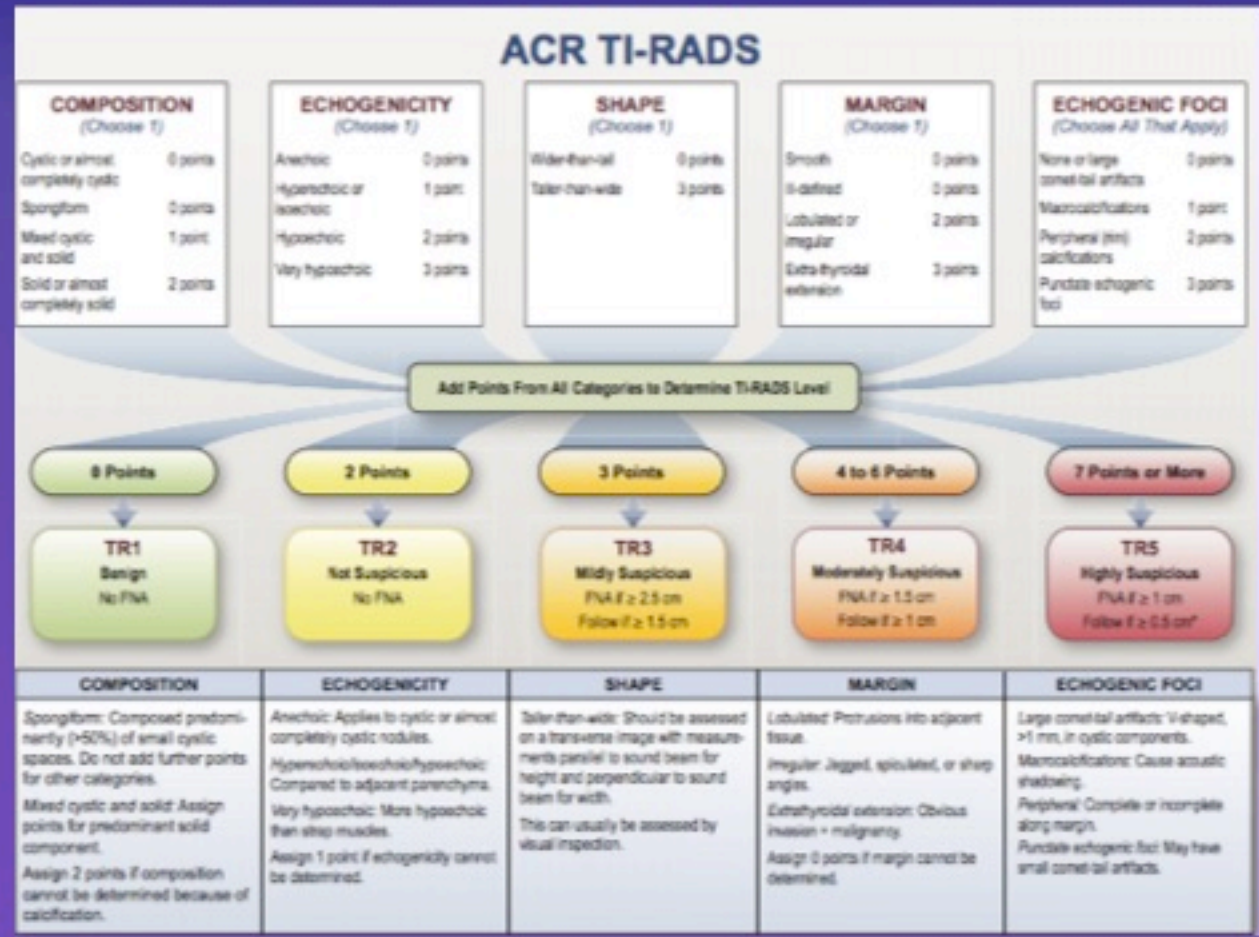 ACR TI-RADS
COMPOSITION
(Choose 1)
Cystic or almost completely cystic 0 points
Spongiform 0 points
Mixed cystic and solid 1 point
Solid or almost completely solid 2 points
ECHOGENICITY
(Choose 1)
Anechoic 0 points
Hyperechoic or isoechoic 1 point
Hypoechoic 2 points
Very hypoechoic 3 points
SHAPE
(Choose 1)
Wider-than-tall 0 points
Taller-than-wide 3 points
MARGIN
(Choose 1)
Smooth 0 points
Ill-defined 0 points
Lobulated or irregular 2 points
Extra-thyroidal extension 3 points
ECHOGENIC FOCI
(Choose All That Apply)
None or large comet-tail artifacts 0 points
Macrocalcifications 1 point
Peripheral (rim) calcifications 2 points
Punctate echogenic foci 3 points
Add Points From All Categories to Determine TI-RADS Level
0 Points
2 Points
3 Points
4 to 6 Points
7 Points or More
TR1
Benign
No FNA
TR2
Not Suspicious
No FNA
TR3
Mildly Suspicious
FNA if ≥ 2.5 cm
Follow if ≥ 1.5 cm
TR4
Moderately Suspicious
FNA if ≥ 1.5 cm
Follow if ≥ 1 cm
TR5
Highly Suspicious
FNA if ≥ 1 cm
Follow if ≥ 0.5 cm*
COMPOSITION
Spongiform: Composed predomi-
nently (>50%) of small cystic
spaces. Do not add further points
for other categories.
Mixed cystic and solid: Assign
points for predominant solid
component.
Assign 2 points if composition
cannot be determined because of
calcification.
ECHOGENICITY
Anechoic: Applies to cystic or almost
completely cystic nodules.
Hyperechoic/isoechoic/hypoechoic:
Compared to adjacent parenchyma.
Very hypoechoic: More hypoechoic
than strap muscles.
Assign 1 point if echogenicity cannot
be determined.
SHAPE
Taller-than-wide: Should be assessed
on a transverse image with measure-
ments parallel to sound beam for
height and perpendicular to sound
beam for width.
This can usually be assessed by
visual inspection.
MARGIN
Lobulated: Protrusions into adjacent
tissue.
Irregular: Jagged, spiculated, or sharp
angles.
Extrathyroidal extension: Obvious
invasion = malignancy.
Assign 0 points if margin cannot be
determined.
ECHOGENIC FOCI
Large comet-tail artifacts: V-shaped,
>1 mm, in cystic components.
Macrocalcifications: Cause acoustic
shadowing.
Peripheral: Complete or incomplete
along margin.
Punctate echogenic foci: May have
small comet-tail artifacts.